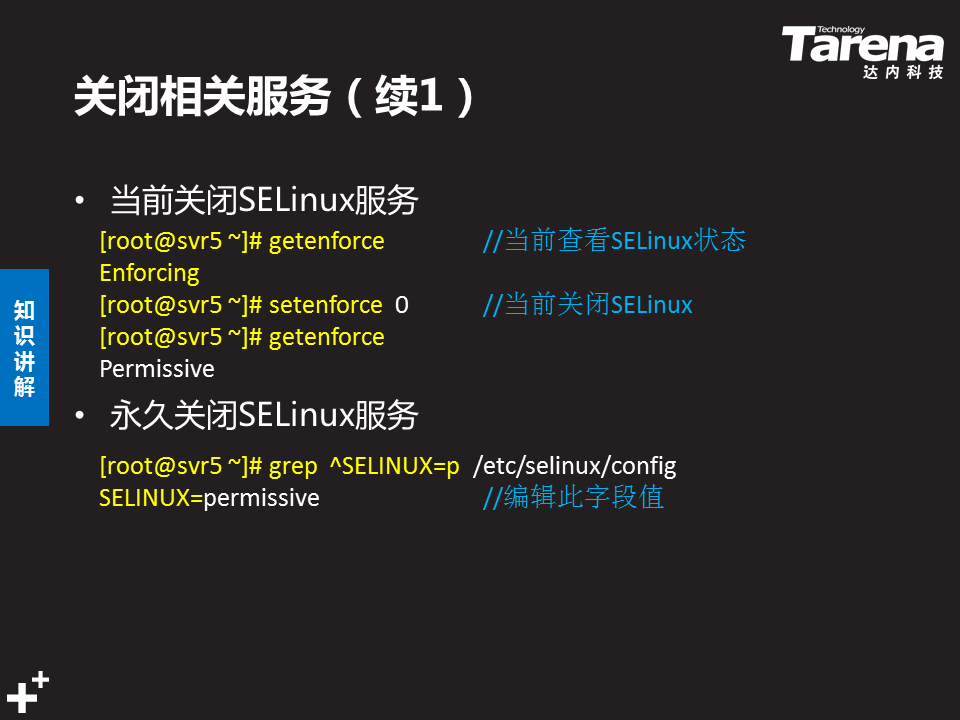 Technology
Tarena
达内科技
关闭相关服务（续1）
• 当前关闭SELinux服务
[root@svr5 ~]# getenforce //当前查看SELinux状态
Enforcing
[root@svr5 ~]# setenforce 0 //当前关闭SELinux
[root@svr5 ~]# getenforce
Permissive
知识讲解
• 永久关闭SELinux服务
[root@svr5 ~]# grep ^SELINUX=p /etc/selinux/config
SELINUX=permissive //编辑此字段值